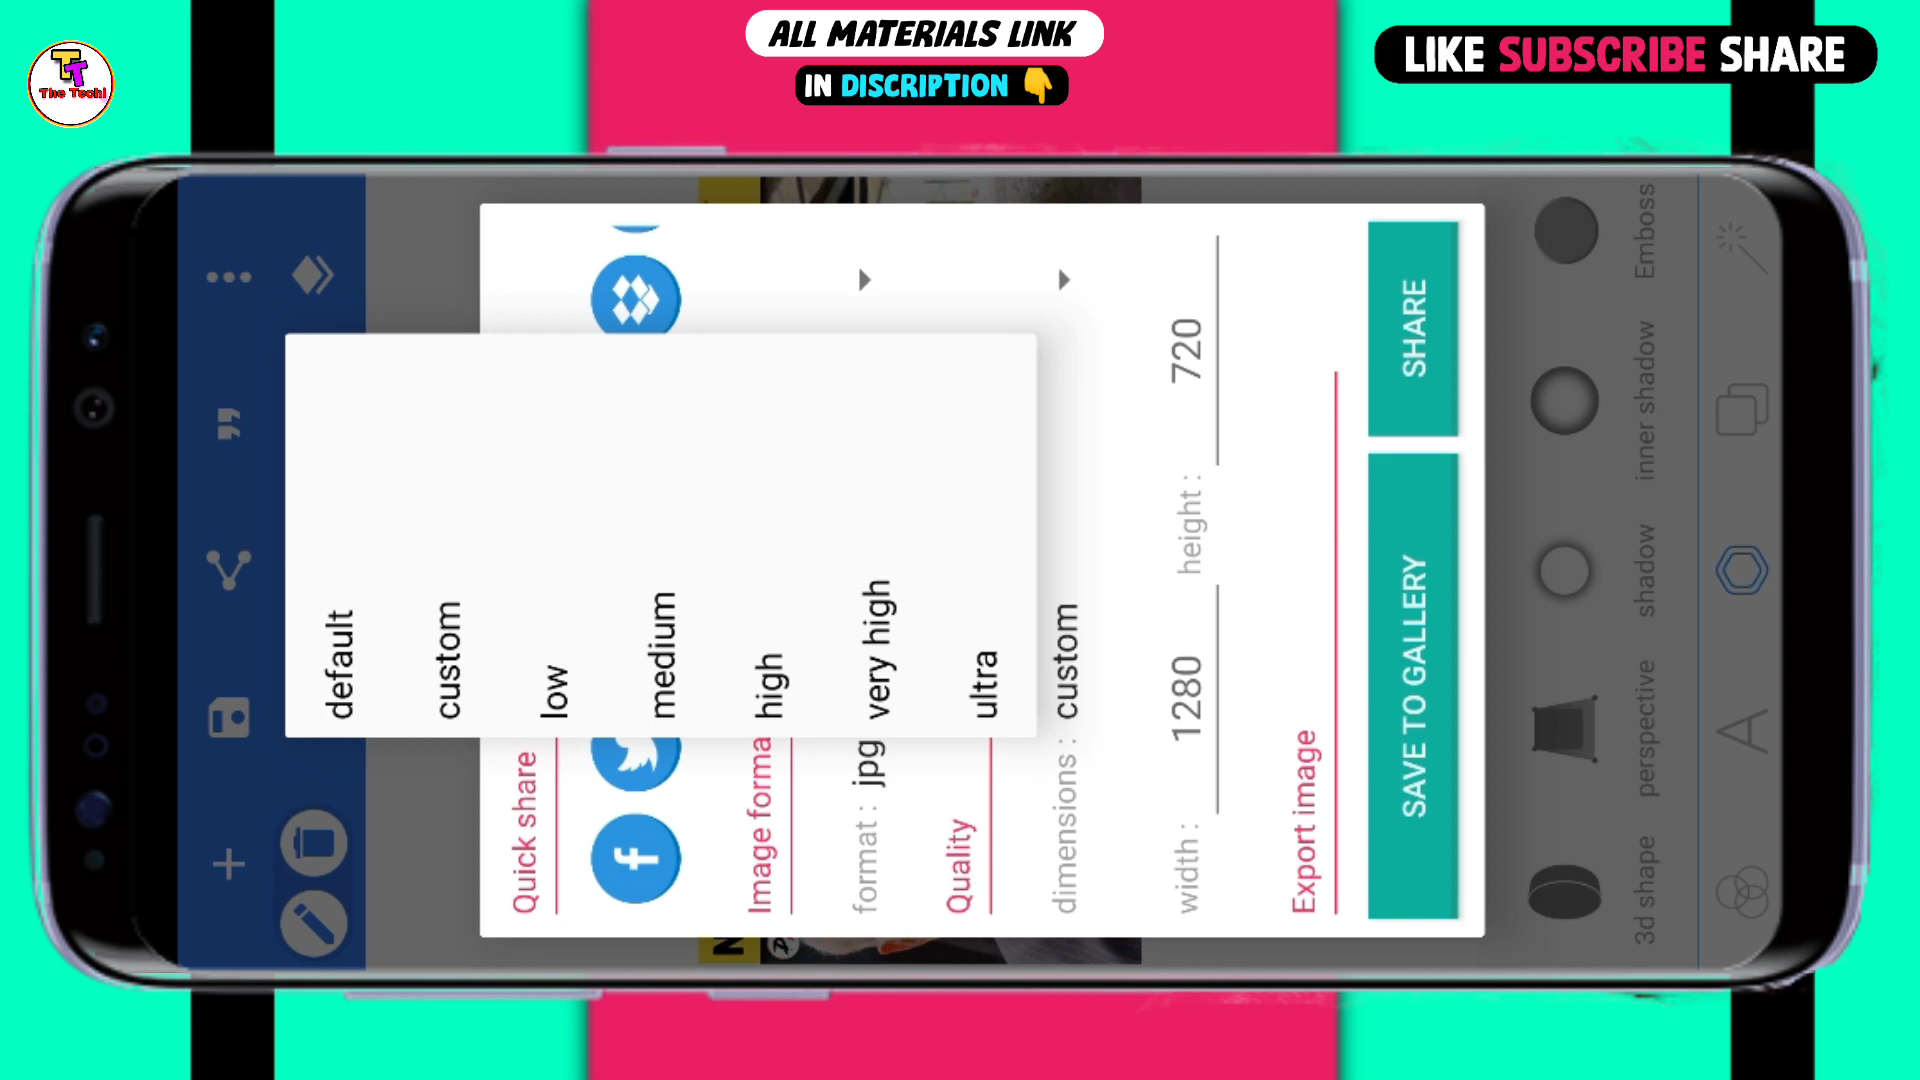 TT
The Tech!
ALL MATERIALS LINK
IN DISCRIPTION 👇
LIKE SUBSCRIBE SHARE
default
custom
low
medium
high
very high
ultra
Quick share
Image forma
format : jpg
Quality
dimensions : custom
width : 1280 height : 720
Export image
SAVE TO GALLERY SHARE
3d shape perspective shadow inner shadow Emboss